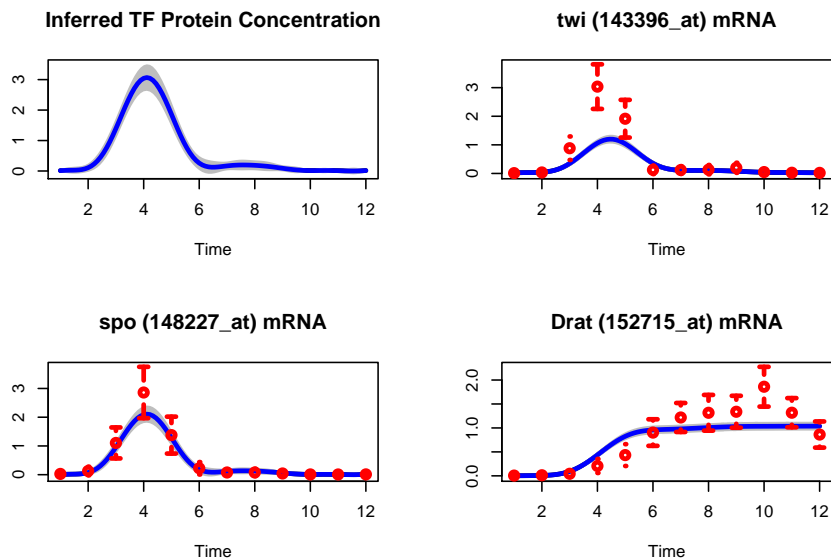 Inferred TF Protein Concentration
3
2
1
0
2 4 6 8 10 12
Time
twi (143396_at) mRNA
3
2
1
0
2 4 6 8 10 12
Time
spo (148227_at) mRNA
3
2
1
0
2 4 6 8 10 12
Time
Drat (152715_at) mRNA
2.0
1.0
0.0
2 4 6 8 10 12
Time